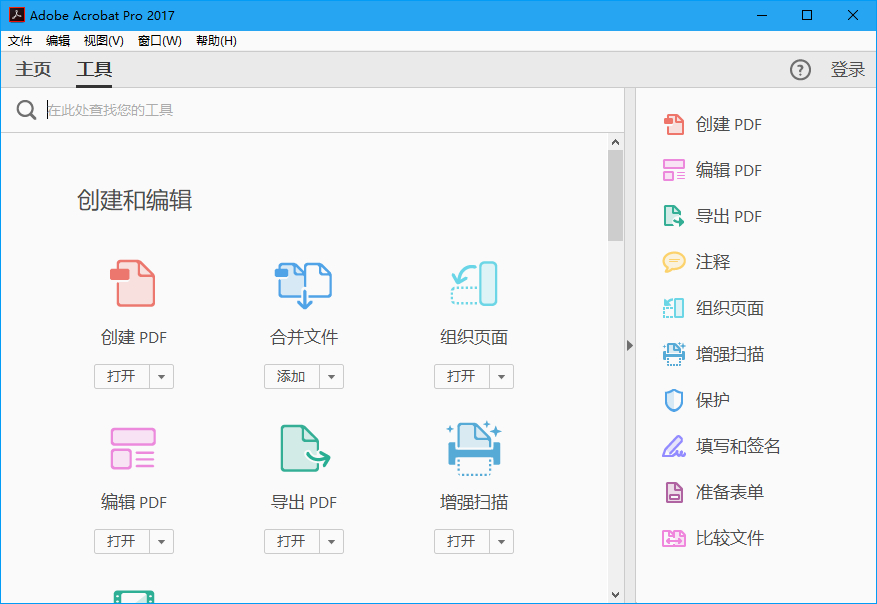 Adobe Acrobat Pro 2017
文件 编辑 视图(V) 窗口(W) 帮助(H)
主页 工具 ? 登录
在此处查找您的工具
创建和编辑
创建 PDF 合并文件 组织页面
打开 添加 打开
编辑 PDF 导出 PDF 增强扫描
打开 打开 打开
创建 PDF
编辑 PDF
导出 PDF
注释
组织页面
增强扫描
保护
填写和签名
准备表单
比较文件